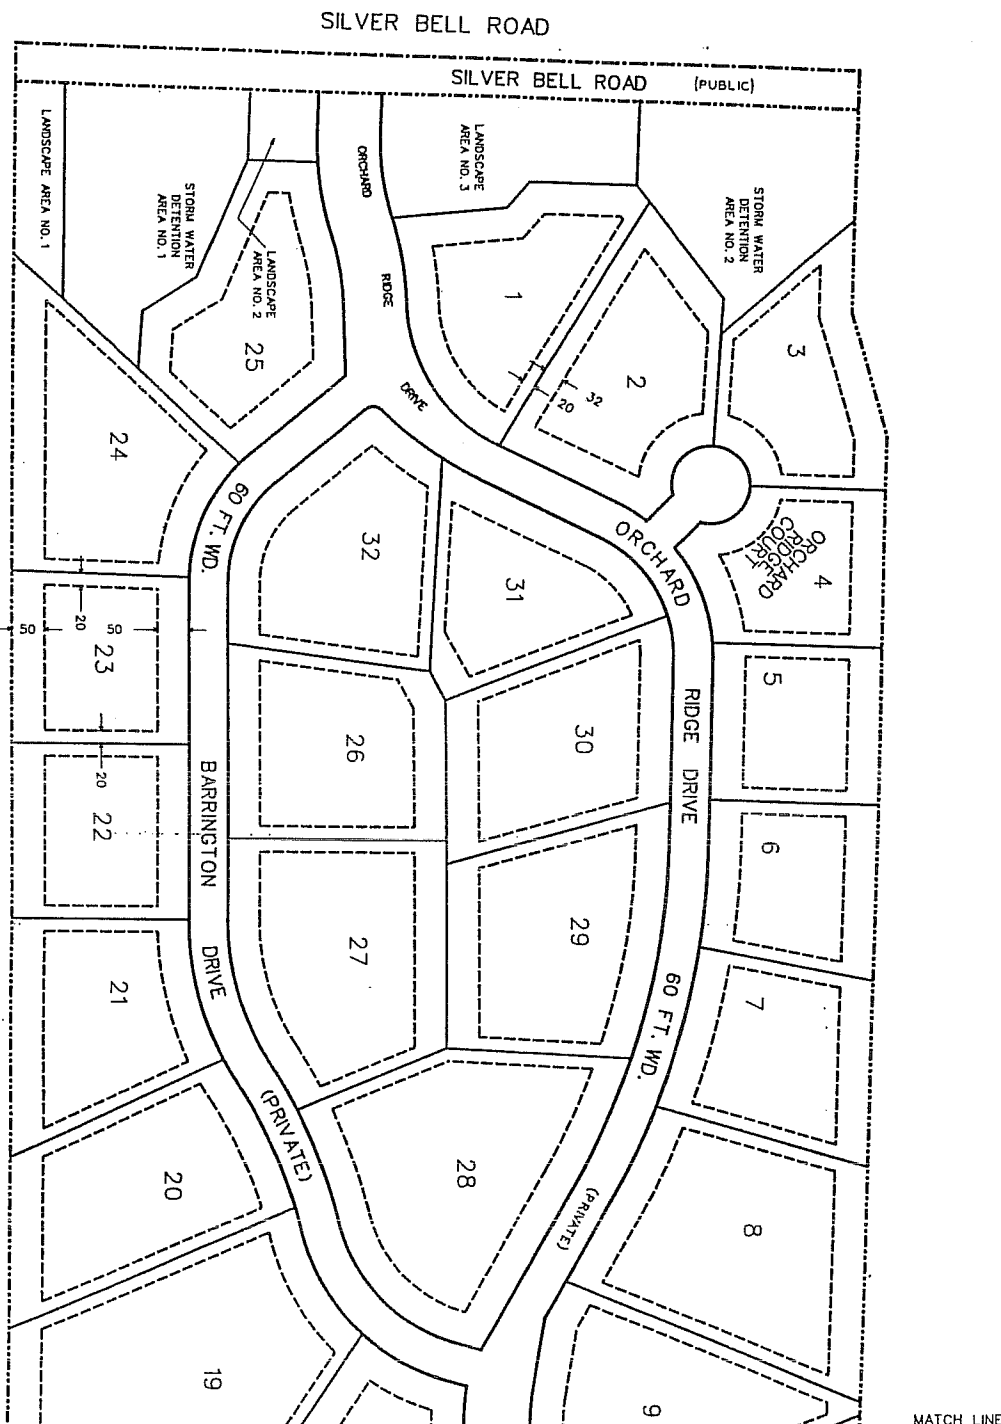 SILVER BELL ROAD
SILVER BELL ROAD (PUBLIC)
LANDSCAPE AREA NO. 1
STORM WATER
DETENTION
AREA NO. 1
LANDSCAPE
AREA NO. 2
ORCHARD
RIDGE
DRIVE
LANDSCAPE
AREA NO. 3
STORM WATER
DETENTION
AREA NO. 2
1
2
3
25
32
20
24
60 FT. WD.
32
31
ORCHARD
ORCHARD
RIDGE
COURT
4
50
20
50
23
5
26
30
RIDGE DRIVE
20
22
BARRINGTON
6
27
29
21
DRIVE
60 FT. WD.
7
(PRIVATE)
28
20
(PRIVATE)
8
19
9
MATCH LINE